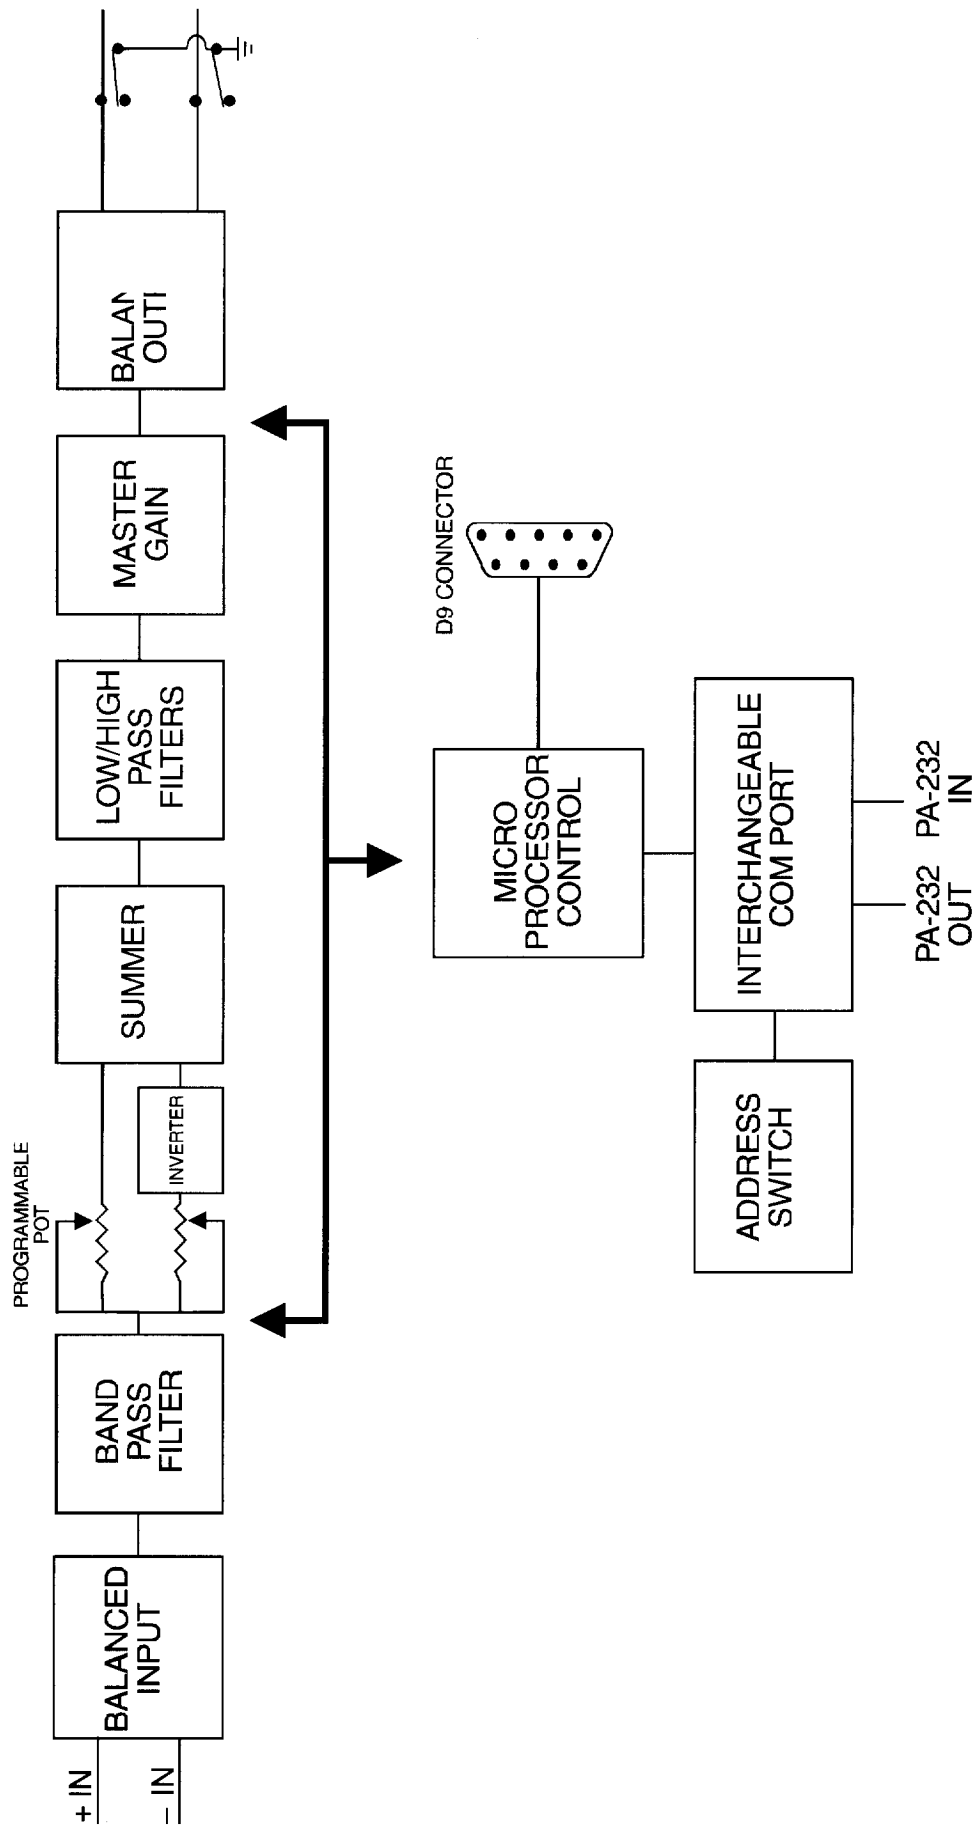 + IN
– IN
BALANCED
INPUT
BAND
PASS
FILTER
PROGRAMMABLE
POT
INVERTER
SUMMER
LOW/HIGH
PASS
FILTERS
MASTER
GAIN
D9 CONNECTOR
MICRO
PROCESSOR
CONTROL
ADDRESS
SWITCH
INTERCHANGEABLE
COM PORT
PA-232
OUT
PA-232
IN